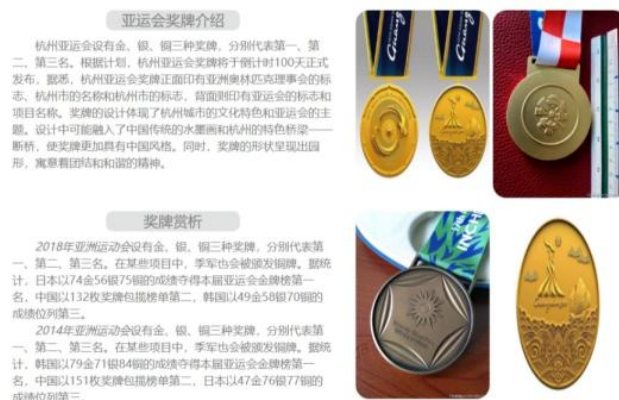 亚运会奖牌介绍
杭州亚运会设有金、银、铜三种奖牌，分别代表第一、第
二、第三名。根据计划，杭州亚运会奖牌将于倒计时100天正式
发布，据悉，杭州亚运会奖牌正面印有亚洲奥林匹克理事会的标
志、杭州市的名称和杭州市的标志，背面则印有亚运会的标志和
项目名称。奖牌的设计体现了杭州城市的文化特色和亚运会的主
题。设计中可能融入了中国传统的水墨画和杭州的特色桥梁——
断桥，使奖牌更加具有中国风格。同时，奖牌的形状呈现出园
形，寓意着团结和和谐的精神。
奖牌赏析
2018年亚洲运动会设有金、银、铜三种奖牌，分别代表第
一、第二、第三名。在某些项目中，季军也会被颁发铜牌。据统
计，日本以74金56银75铜的成绩夺得本届亚运会金牌榜第一
名，中国以132枚奖牌包揽榜单第二，韩国以49金58银70铜的
成绩位列第三。
2014年亚洲运动会设有金、银、铜三种奖牌，分别代表第
一、第二、第三名。在某些项目中，季军也会被颁发铜牌。据统
计，韩国以79金71银84铜的成绩夺得本届亚运会金牌榜第一
名，中国以151枚奖牌包揽榜单第二，日本以47金76银77铜的
成绩位列第三。
Guang
Guang
INCH
Guangzhou